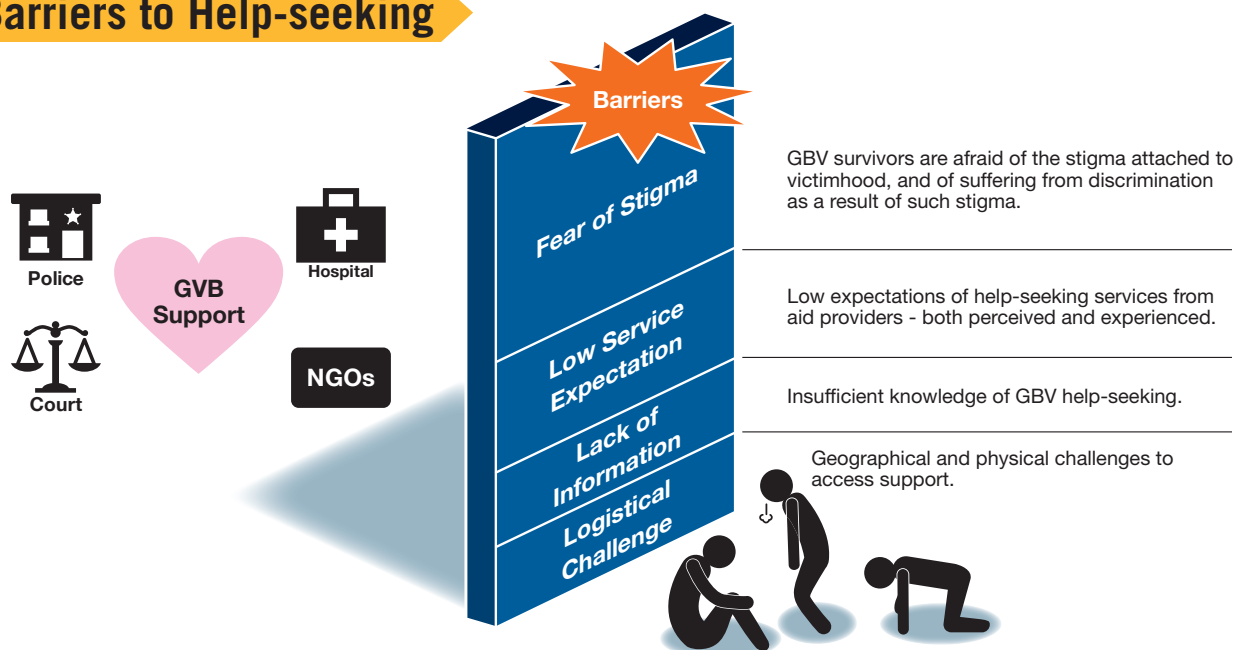 Barriers to Help-seeking
Barriers
Police
Hospital
GVB
Support
Court
NGOs
Fear of Stigma
Low Service
Expectation
Lack of
Information
Logistical
Challenge
GBV survivors are afraid of the stigma attached to
victimhood, and of suffering from discrimination
as a result of such stigma.
Low expectations of help-seeking services from
aid providers - both perceived and experienced.
Insufficient knowledge of GBV help-seeking.
Geographical and physical challenges to
access support.